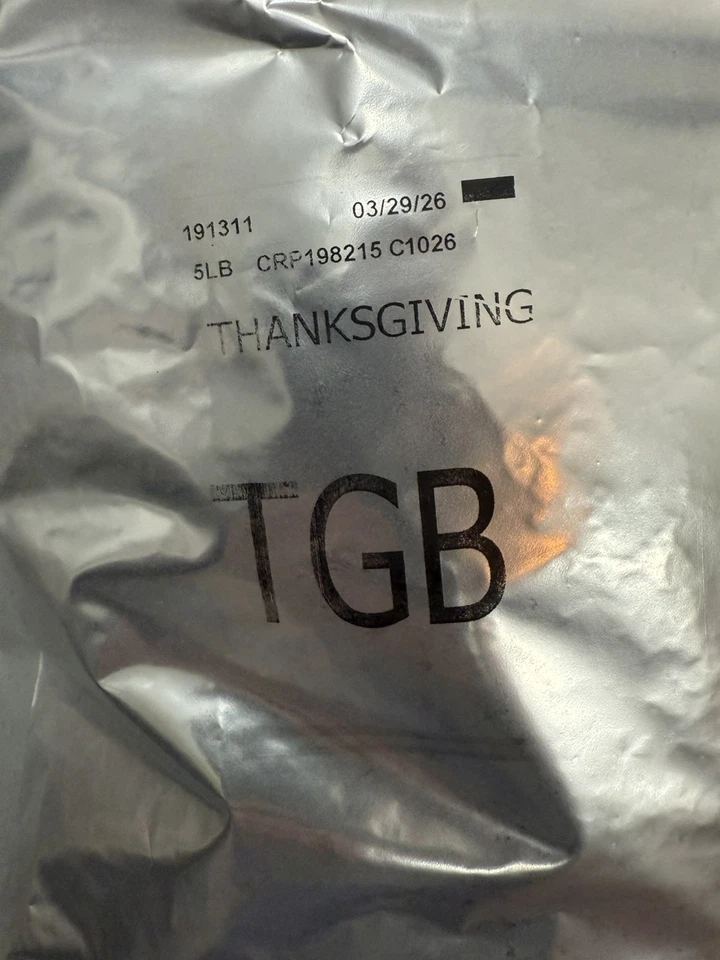 191311 03/29/26
5LB CRP198215 C1026
THANKSGIVING
TGB